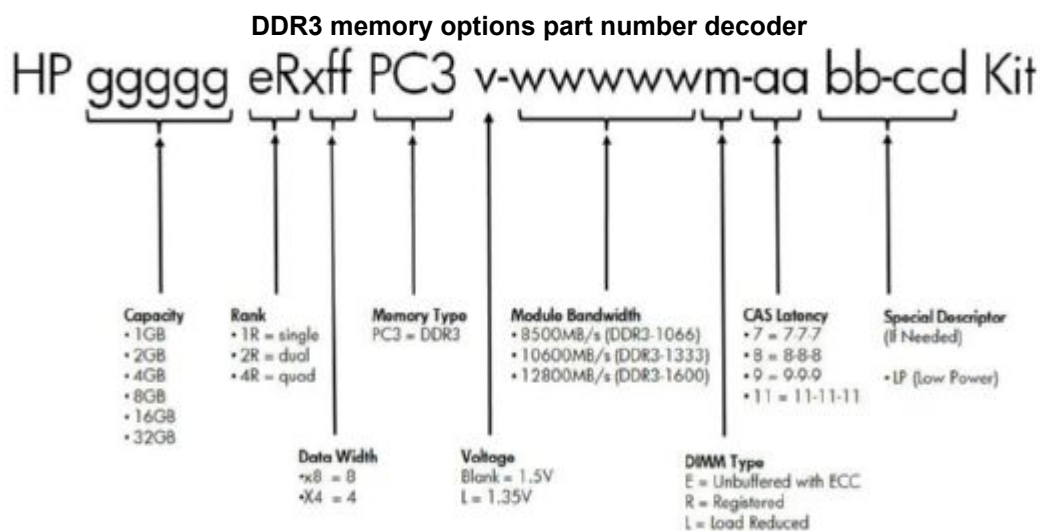 DDR3 memory options part number decoder
HP ggggg eRxff PC3 v-wwwwwm-aa bb-ccd Kit
Capacity
• 1GB
• 2GB
• 4GB
• 8GB
• 16GB
• 32GB
Rank
• 1R = single
• 2R = dual
• 4R = quad
Memory Type
PC3 = DDR3
Module Bandwidth
• 8500MB/s (DDR3-1066)
• 10600MB/s (DDR3-1333)
• 12800MB/s (DDR3-1600)
CAS Latency
• 7 = 7-7-7
• 8 = 8-8-8
• 9 = 9-9-9
• 11 = 11-11-11
Special Descriptor
(If Needed)
• LP (Low Power)
Data Width
•x8 = 8
•X4 = 4
Voltage
Blank = 1.5V
L = 1.35V
DIMM Type
E = Unbuffered with ECC
R = Registered
L = Load Reduced